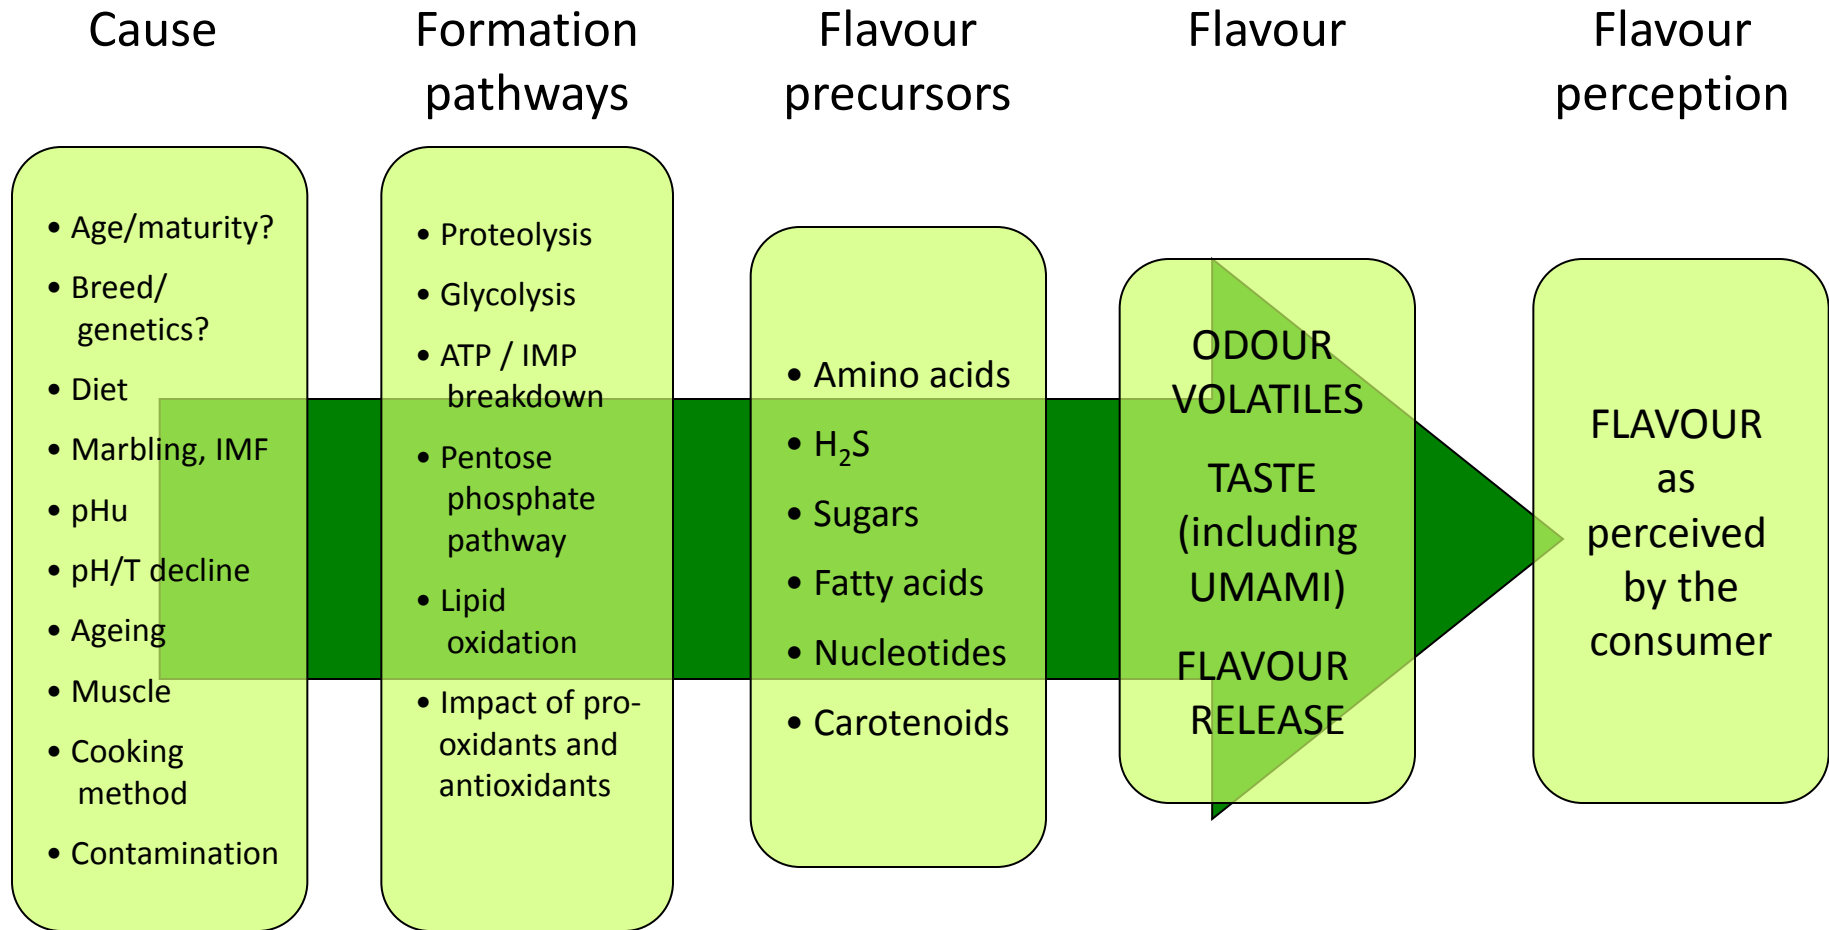 Cause
Formation
pathways
Flavour
precursors
Flavour
Flavour
perception
• Age/maturity?
• Breed/
genetics?
• Diet
• Marbling, IMF
• pHu
• pH/T decline
• Ageing
• Muscle
• Cooking
method
• Contamination
• Proteolysis
• Glycolysis
• ATP / IMP
breakdown
• Pentose
phosphate
pathway
• Lipid
oxidation
• Impact of pro-
oxidants and
antioxidants
• Amino acids
• H₂S
• Sugars
• Fatty acids
• Nucleotides
• Carotenoids
ODOUR
VOLATILES
TASTE
(including
UMAMI)
FLAVOUR
RELEASE
FLAVOUR
as
perceived
by the
consumer